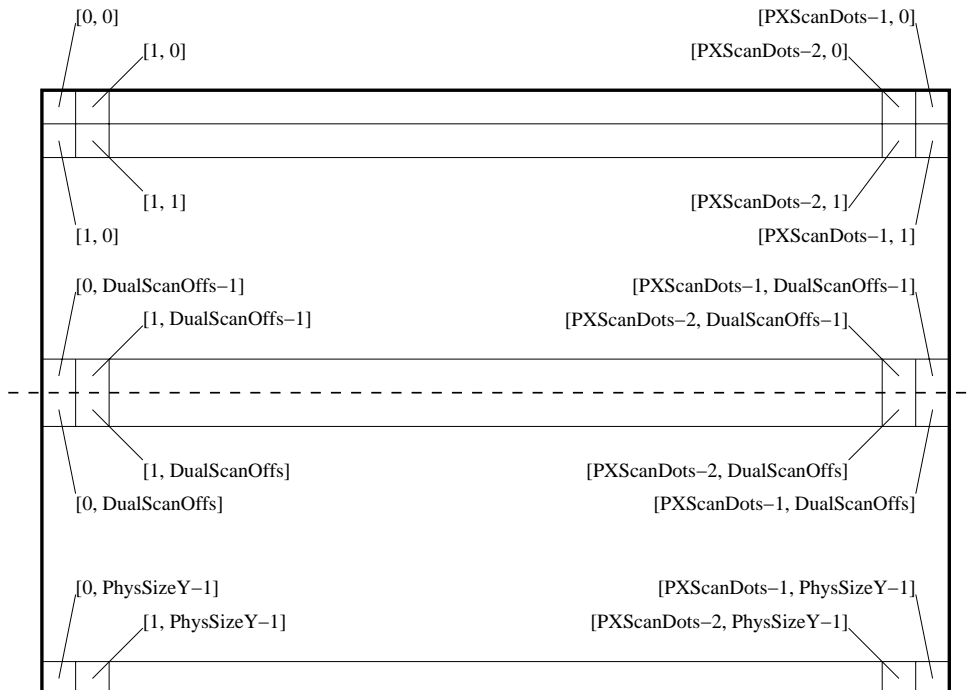 [0, 0] [PXScanDots−1, 0]
[1, 0] [PXScanDots−2, 0]
[1, 1] [PXScanDots−2, 1]
[1, 0] [PXScanDots−1, 1]
[0, DualScanOffs−1] [PXScanDots−1, DualScanOffs−1]
[1, DualScanOffs−1] [PXScanDots−2, DualScanOffs−1]
[1, DualScanOffs] [PXScanDots−2, DualScanOffs]
[0, DualScanOffs] [PXScanDots−1, DualScanOffs]
[0, PhysSizeY−1] [PXScanDots−1, PhysSizeY−1]
[1, PhysSizeY−1] [PXScanDots−2, PhysSizeY−1]